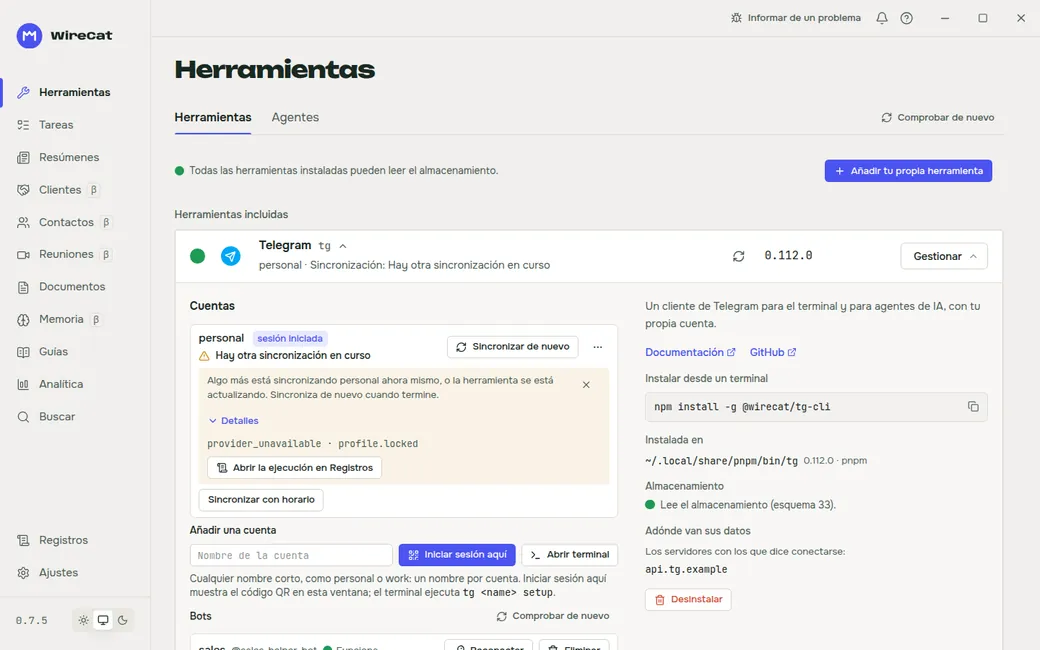 wirecat
Informar de un problema
Herramientas
Tareas
Resúmenes
Clientes β
Contactos β
Reuniones β
Documentos
Memoria β
Guías
Analítica
Buscar
Registros
Ajustes
0.7.5
Herramientas
Herramientas
Agentes
Comprobar de nuevo
Todas las herramientas instaladas pueden leer el almacenamiento.
Añadir tu propia herramienta
Herramientas incluidas
Telegram tg
personal · Sincronización: Hay otra sincronización en curso
0.112.0
Gestionar
Cuentas
personal sesión iniciada
Hay otra sincronización en curso
Sincronizar de nuevo
Algo más está sincronizando personal ahora mismo, o la herramienta se está
actualizando. Sincroniza de nuevo cuando termine.
Detalles
provider_unavailable · profile.locked
Abrir la ejecución en Registros
Sincronizar con horario
Añadir una cuenta
Nombre de la cuenta
Iniciar sesión aquí
Abrir terminal
Cualquier nombre corto, como personal o work: un nombre por cuenta. Iniciar sesión aquí
muestra el código QR en esta ventana; el terminal ejecuta tg <name> setup.
Bots
Comprobar de nuevo
sales @sales_helper_bot Funciona
Reconectar
Eliminar
Un cliente de Telegram para el terminal y para agentes de IA, con tu
propia cuenta.
Documentación
GitHub
Instalar desde un terminal
npm install -g @wirecat/tg-cli
Instalada en
~/.local/share/pnpm/bin/tg 0.112.0 · pnpm
Almacenamiento
Lee el almacenamiento (esquema 33).
Adónde van sus datos
Los servidores con los que dice conectarse:
api.tg.example
Desinstalar